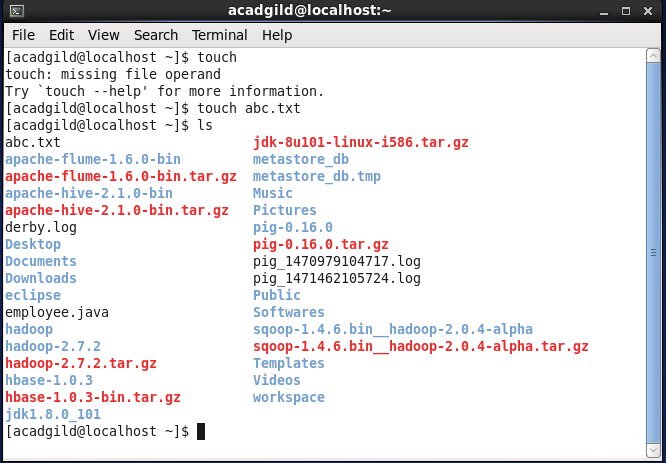 acadgild@localhost:~
File Edit View Search Terminal Help
[acadgild@localhost ~]$ touch
touch: missing file operand
Try `touch --help' for more information.
[acadgild@localhost ~]$ touch abc.txt
[acadgild@localhost ~]$ ls
abc.txt jdk-8u101-linux-i586.tar.gz
apache-flume-1.6.0-bin metastore_db
apache-flume-1.6.0-bin.tar.gz metastore_db.tmp
apache-hive-2.1.0-bin Music
apache-hive-2.1.0-bin.tar.gz Pictures
derby.log pig-0.16.0
Desktop pig-0.16.0.tar.gz
Documents pig_1470979104717.log
Downloads pig_1471462105724.log
eclipse Public
employee.java Softwares
hadoop sqoop-1.4.6.bin__hadoop-2.0.4-alpha
hadoop-2.7.2 sqoop-1.4.6.bin__hadoop-2.0.4-alpha.tar.gz
hadoop-2.7.2.tar.gz Templates
hbase-1.0.3 Videos
hbase-1.0.3-bin.tar.gz workspace
jdk1.8.0_101
[acadgild@localhost ~]$